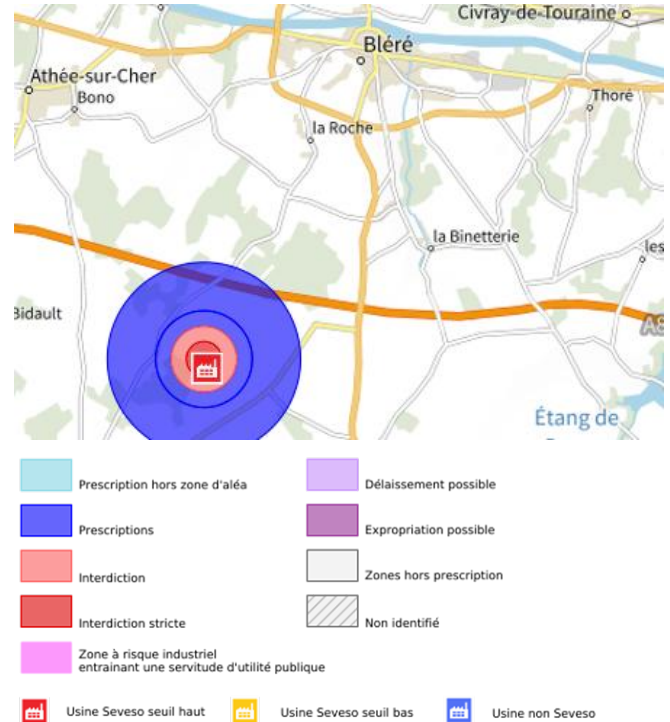 Civray-de-Touraine
Bléré
Athée-sur-Cher
Bono
Thoré
la Roche
la Binetterie
les
Bidault
Étang de
Prescription hors zone d'aléa
Délaissement possible
Prescriptions
Expropriation possible
Interdiction
Zones hors prescription
Interdiction stricte
Non identifié
Zone à risque industriel
entrainant une servitude d'utilité publique
Usine Seveso seuil haut
Usine Seveso seuil bas
Usine non Seveso